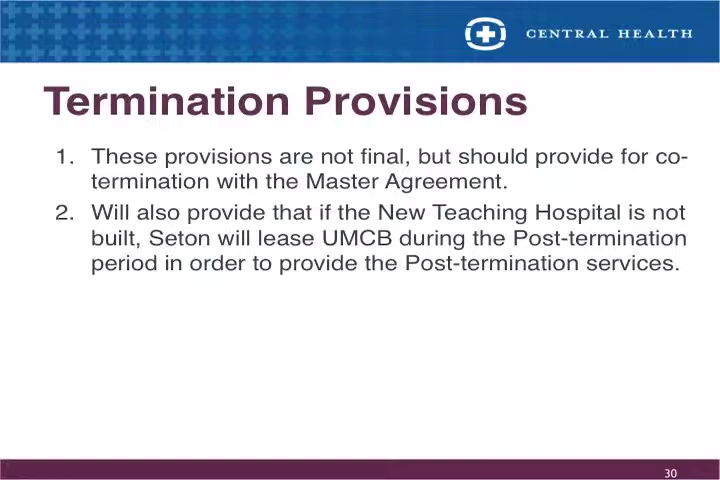 CENTRAL HEALTH
Termination Provisions
1. These provisions are not final, but should provide for co-
termination with the Master Agreement.
2. Will also provide that if the New Teaching Hospital is not
built, Seton will lease UMCB during the Post-termination
period in order to provide the Post-termination services.
30